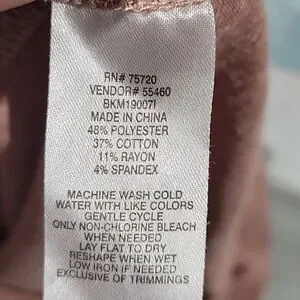 RN# 75720
VENDOR# 55460
BKM19007I
MADE IN CHINA
48% POLYESTER
37% COTTON
11% RAYON
4% SPANDEX
MACHINE WASH COLD
WATER WITH LIKE COLORS
GENTLE CYCLE
ONLY NON-CHLORINE BLEACH
WHEN NEEDED
LAY FLAT TO DRY
RESHAPE WHEN WET
LOW IRON IF NEEDED
EXCLUSIVE OF TRIMMINGS